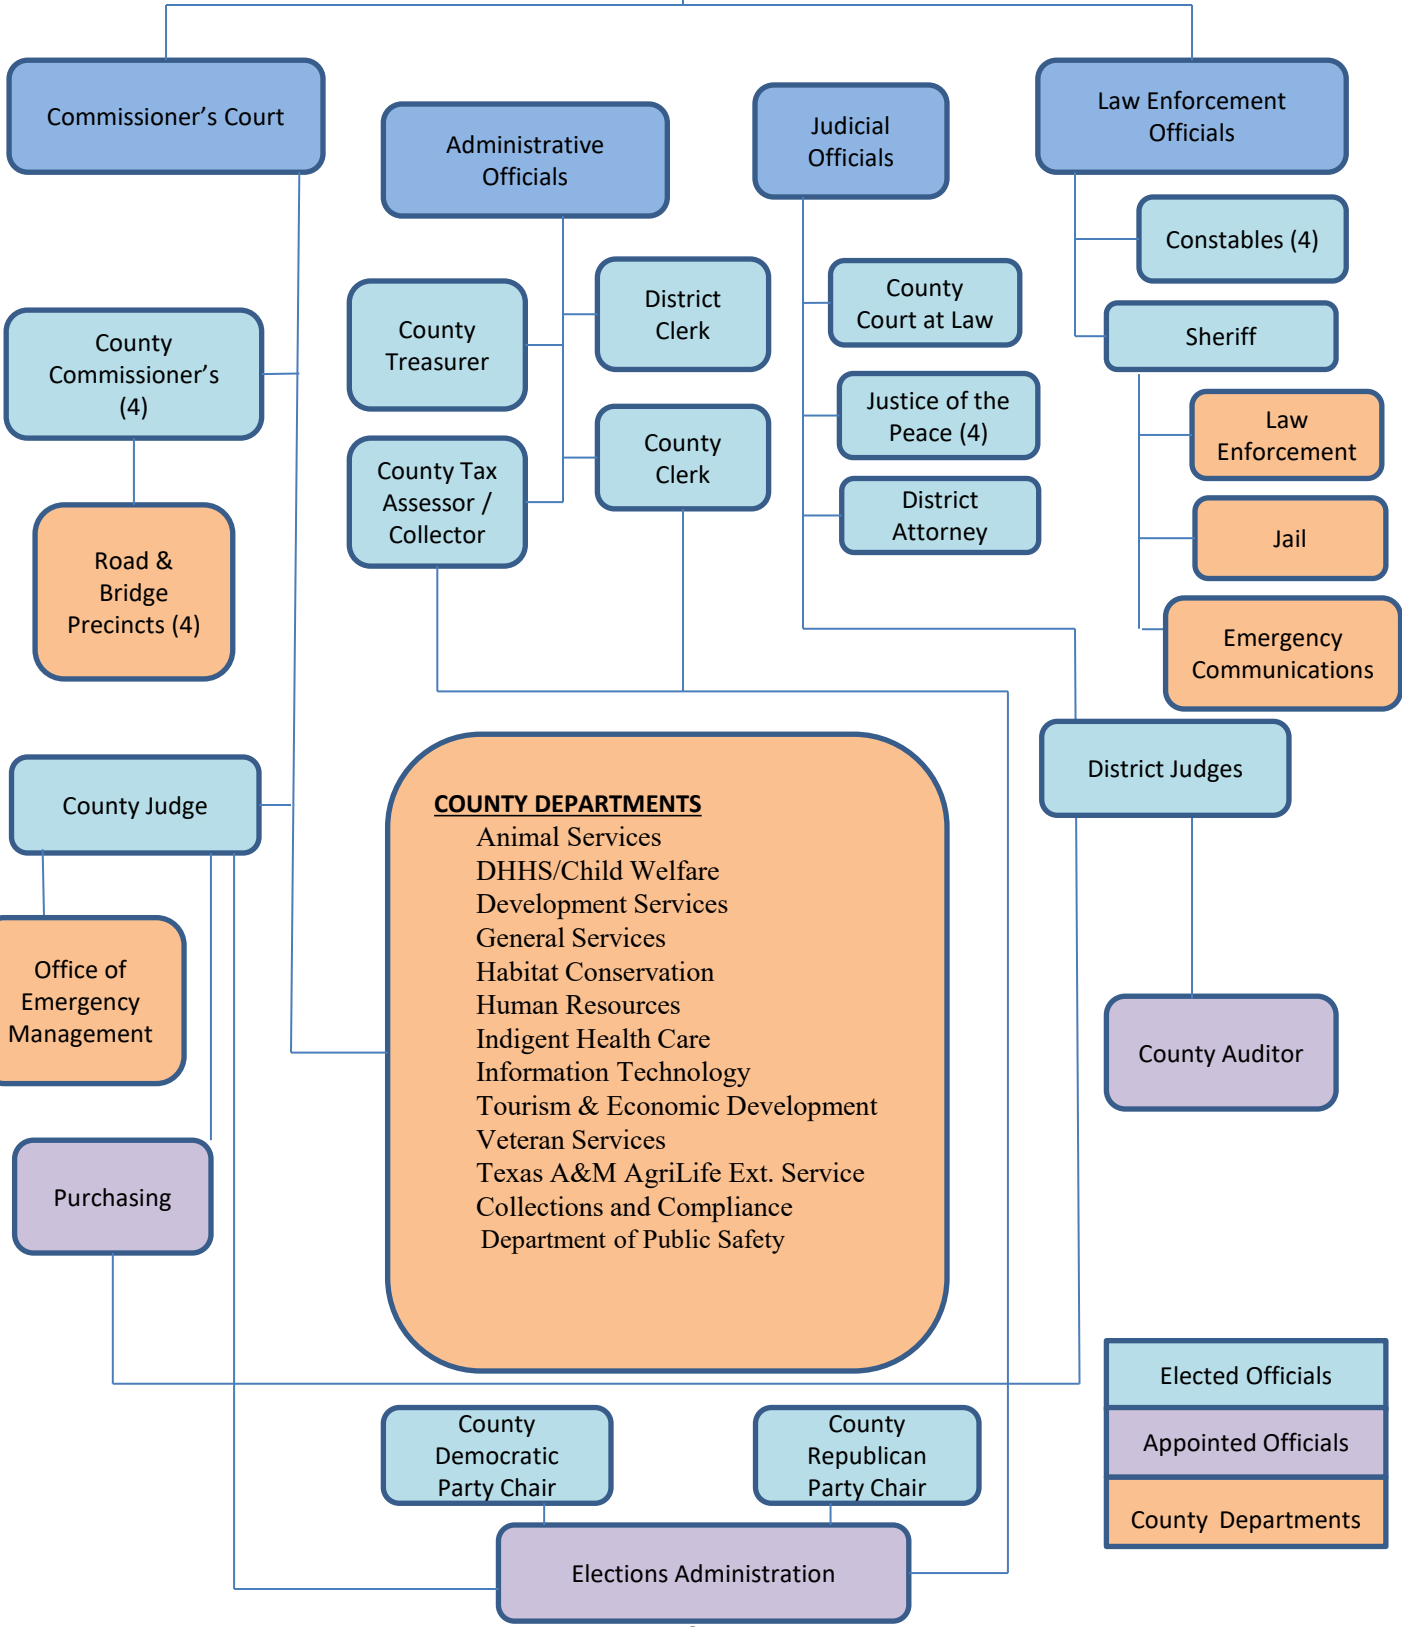 Commissioner’s Court
Administrative
Officials
Judicial
Officials
Law Enforcement
Officials
Constables (4)
Sheriff
Law
Enforcement
Jail
Emergency
Communications
County
Commissioner’s
(4)
Road &
Bridge
Precincts (4)
County
Treasurer
District
Clerk
County Tax
Assessor /
Collector
County
Clerk
County
Court at Law
Justice of the
Peace (4)
District
Attorney
District Judges
County Judge
Office of
Emergency
Management
Purchasing
COUNTY DEPARTMENTS
Animal Services
DHHS/Child Welfare
Development Services
General Services
Habitat Conservation
Human Resources
Indigent Health Care
Information Technology
Tourism & Economic Development
Veteran Services
Texas A&M AgriLife Ext. Service
Collections and Compliance
Department of Public Safety
County Auditor
County
Democratic
Party Chair
County
Republican
Party Chair
Elections Administration
Elected Officials
Appointed Officials
County Departments